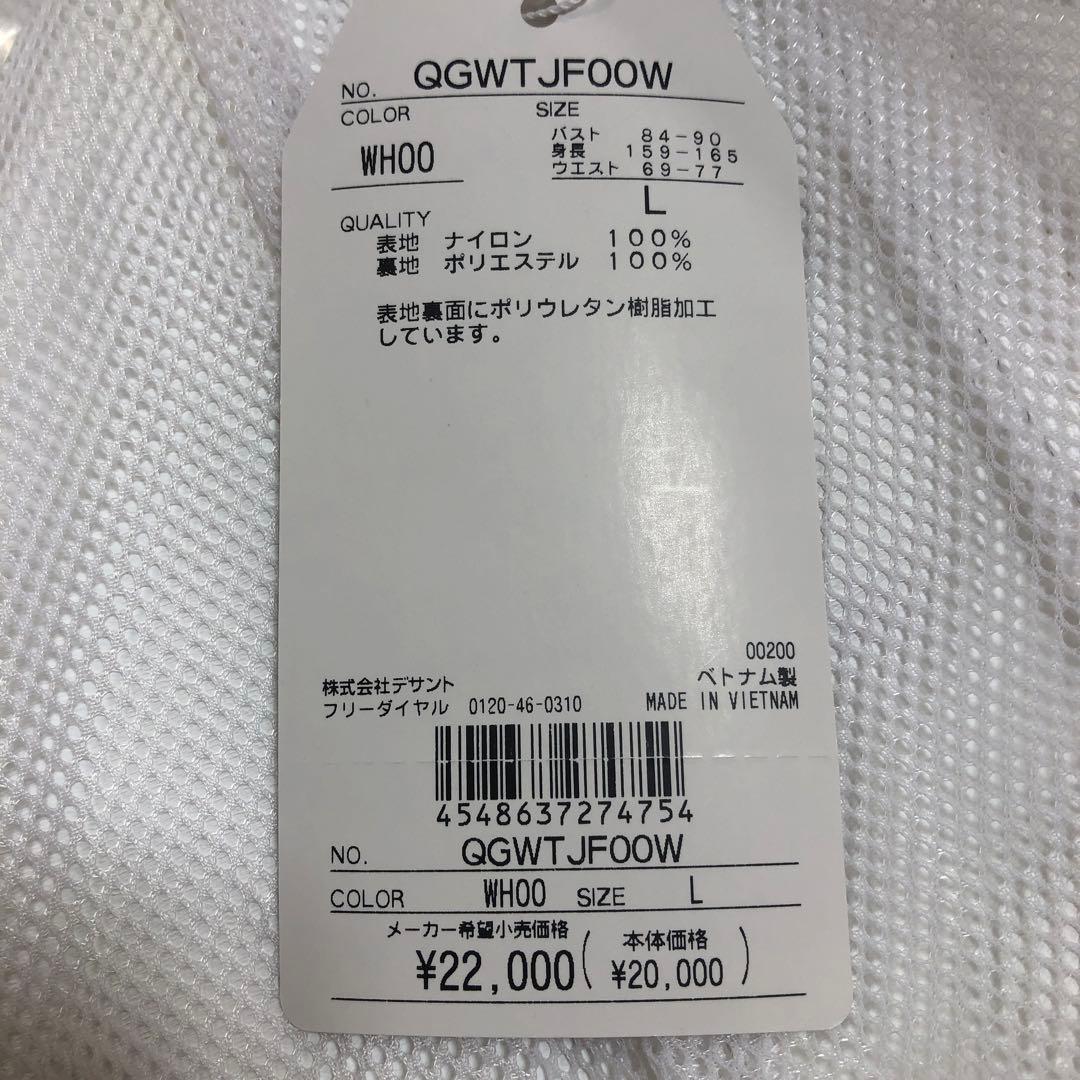 NO. QGWTJF00W
COLOR SIZE
WH00
バスト 84-90
身長 159-165
ウエスト 69-77
L
QUALITY
表地 ナイロン 100%
裏地 ポリエステル 100%
表地裏面にポリウレタン樹脂加工
しています。
00200
株式会社デサント ベトナム製
フリーダイヤル 0120-46-0310 MADE IN VIETNAM
4548637274754
NO. QGWTJF00W
COLOR WH00 SIZE L
メーカー希望小売価格
¥22,000 (本体価格 ¥20,000)